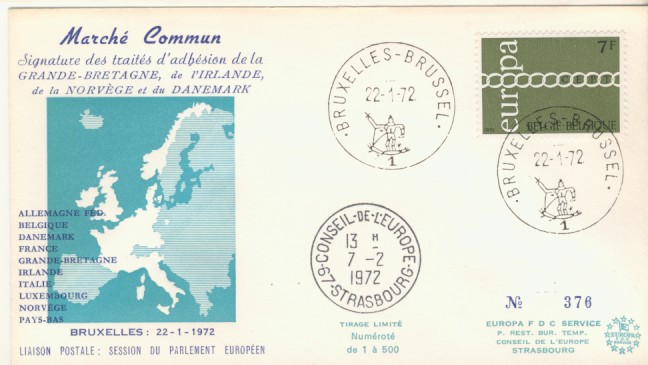 Marché Commun
Signature des traités d'adhésion de la
GRANDE-BRETAGNE, de l'IRLANDE,
de la NORVÈGE et du DANEMARK
ALLEMAGNE FÉD.
BELGIQUE
DANEMARK
FRANCE
GRANDE-BRETAGNE
IRLANDE
ITALIE
LUXEMBOURG
NORVÈGE
PAYS-BAS
BRUXELLES: 22-1-1972
LIAISON POSTALE: SESSION DU PARLEMENT EUROPÉEN
BRUXELLES-BRUSSEL
22-1-72
1
europa
7F
CEPT
BELGIE-BELGIQUE
BRUXELLES-BRUSSEL
22-1-72
1
CONSEIL-DE-L'EUROPE
13 H
7 -2
1972
67 STRASBOURG
TIRAGE LIMITÉ
Numéroté
de 1 à 500
№ 376
EUROPA F D C SERVICE
P. REST. BUR. TEMP.
CONSEIL DE L'EUROPE
STRASBOURG
EUROPA